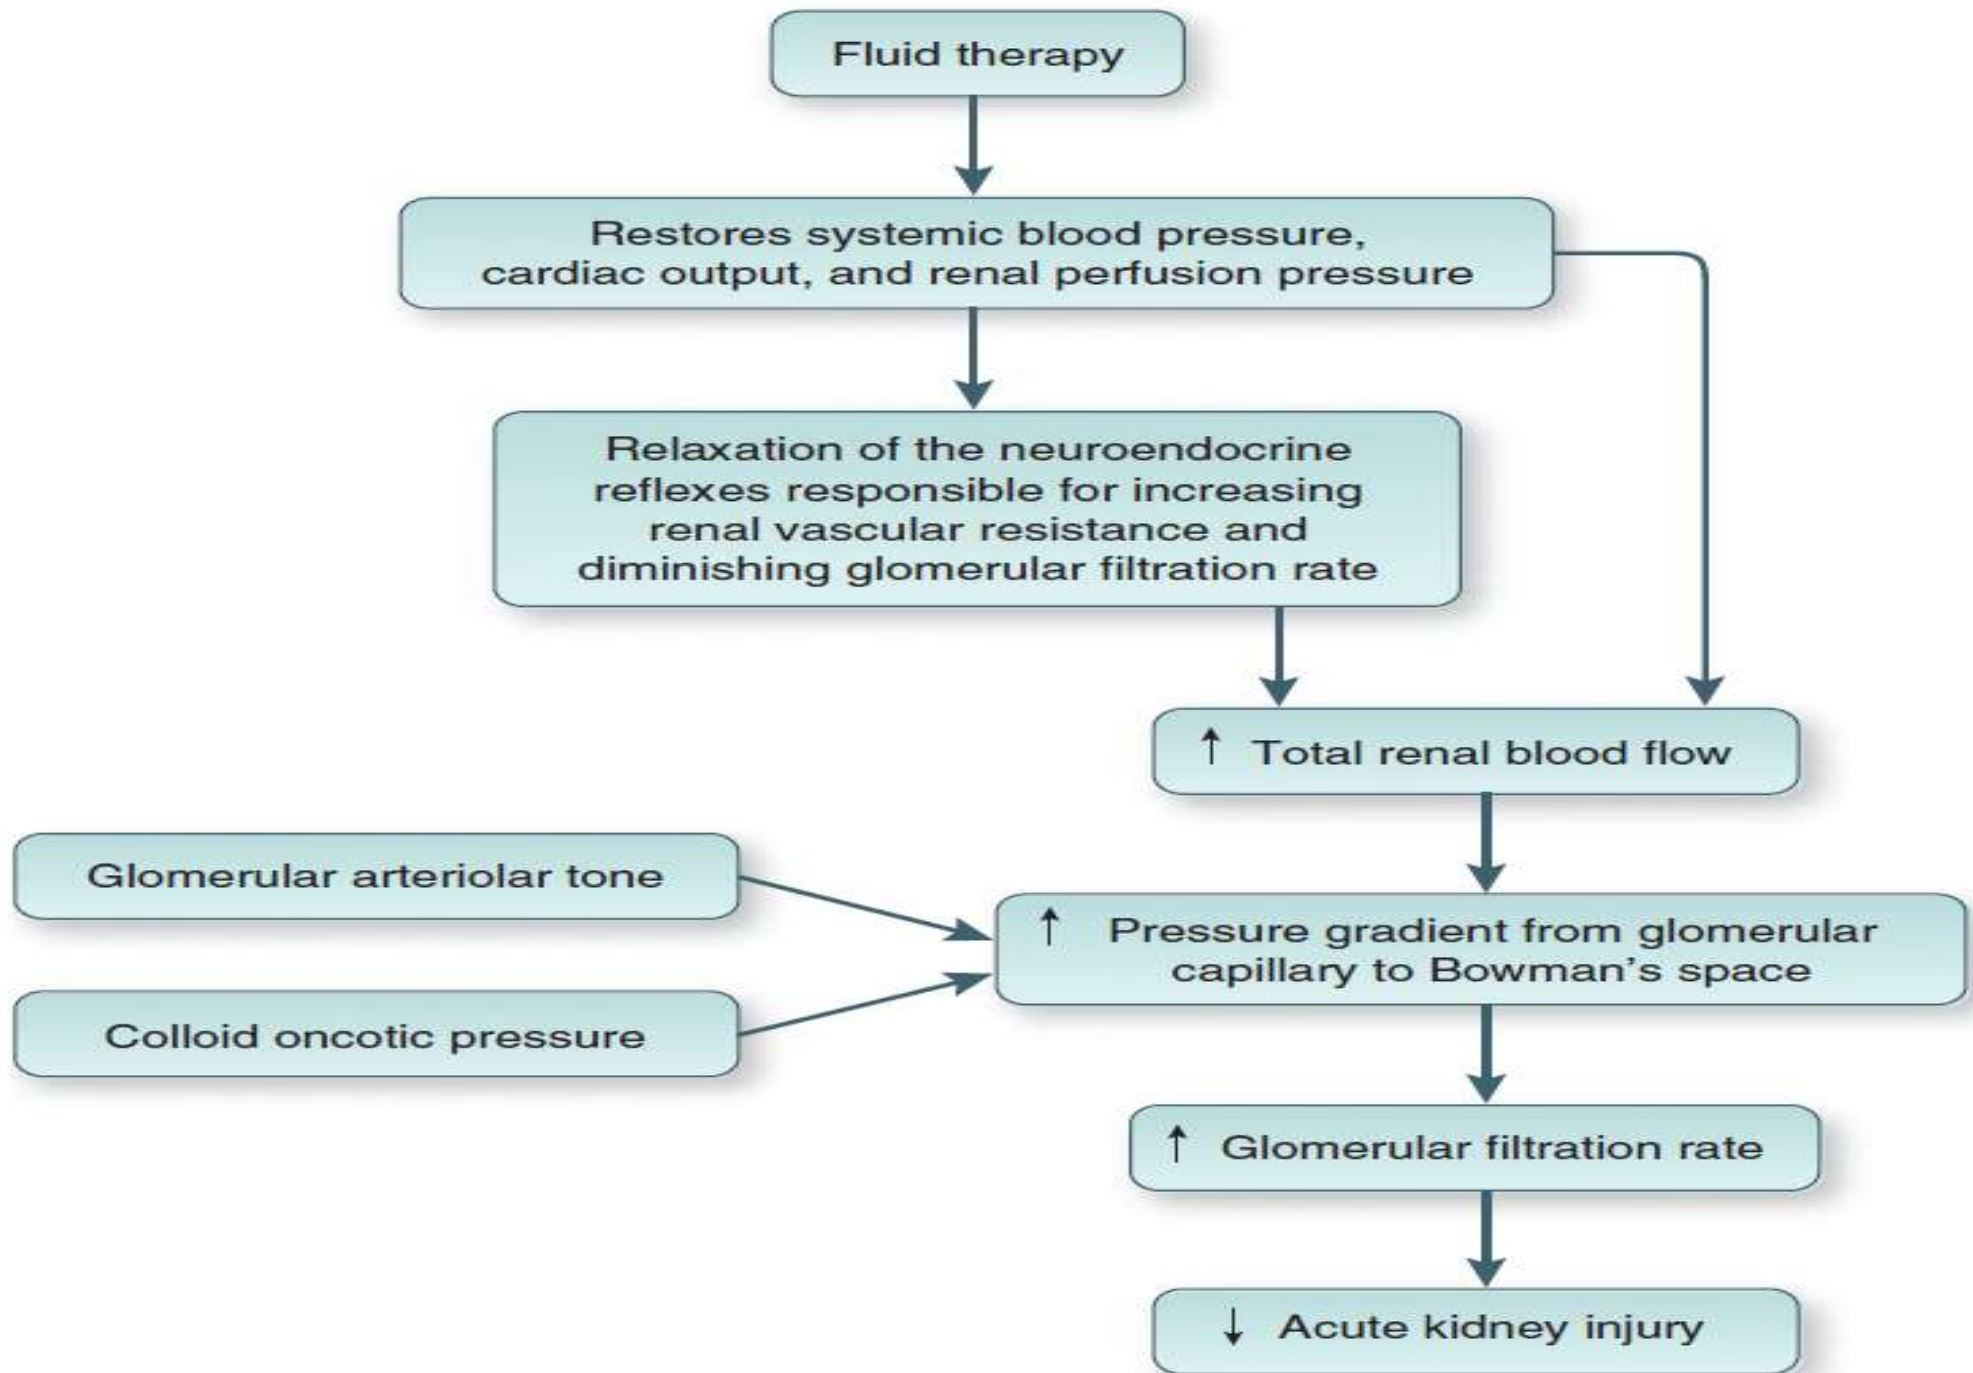 Fluid therapy
Restores systemic blood pressure,
cardiac output, and renal perfusion pressure
Relaxation of the neuroendocrine
reflexes responsible for increasing
renal vascular resistance and
diminishing glomerular filtration rate
↑ Total renal blood flow
Glomerular arteriolar tone
↑ Pressure gradient from glomerular
capillary to Bowman’s space
Colloid oncotic pressure
↑ Glomerular filtration rate
↓ Acute kidney injury